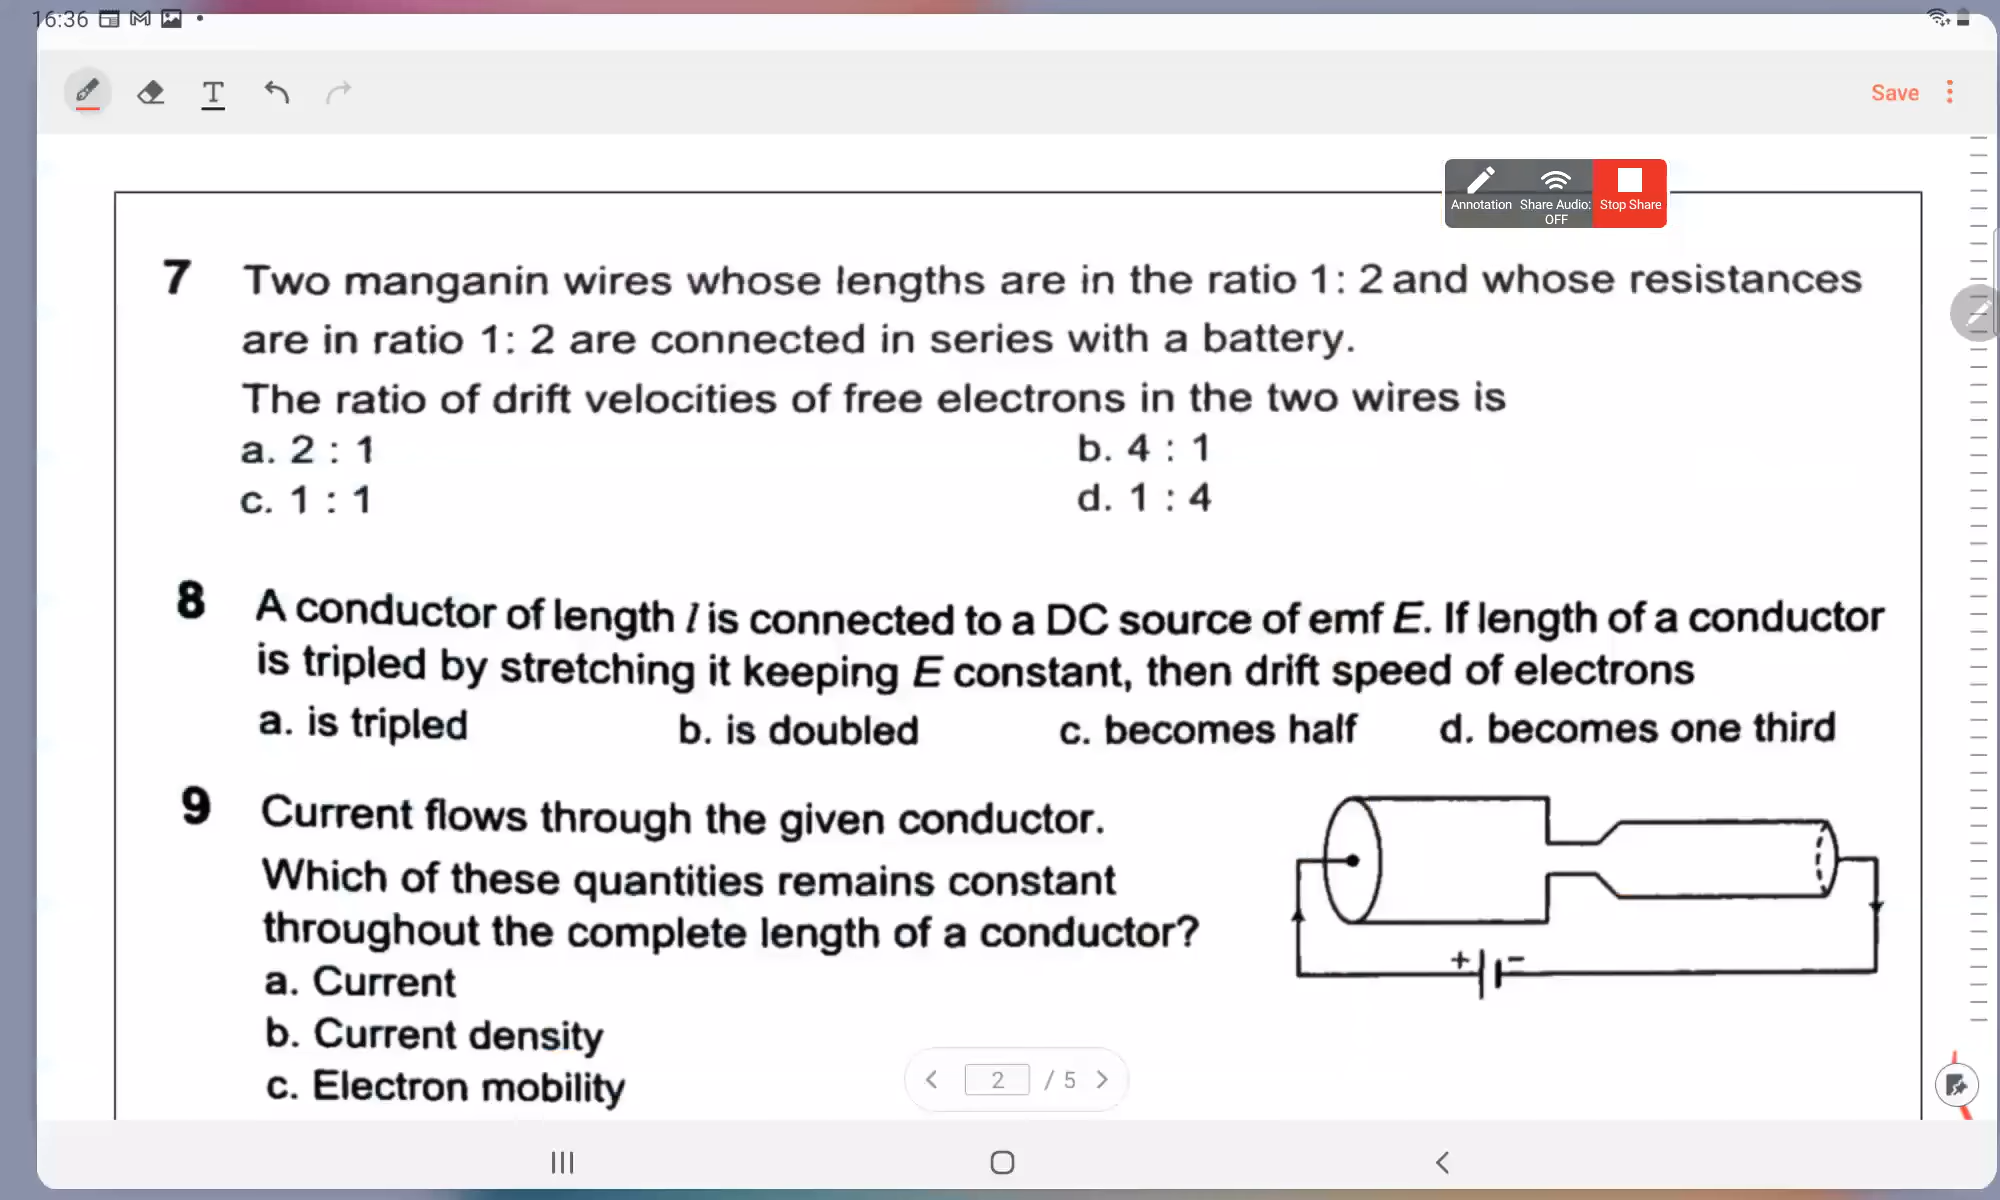 16:36
Save
Annotation
Share Audio:
OFF
Stop Share
7 Two manganin wires whose lengths are in the ratio 1: 2 and whose resistances
are in ratio 1: 2 are connected in series with a battery.
The ratio of drift velocities of free electrons in the two wires is
a. 2 : 1 b. 4 : 1
c. 1 : 1 d. 1 : 4
8 A conductor of length l is connected to a DC source of emf E. If length of a conductor
is tripled by stretching it keeping E constant, then drift speed of electrons
a. is tripled b. is doubled c. becomes half d. becomes one third
9 Current flows through the given conductor.
Which of these quantities remains constant
throughout the complete length of a conductor?
a. Current
b. Current density
c. Electron mobility
+ −
2 / 5